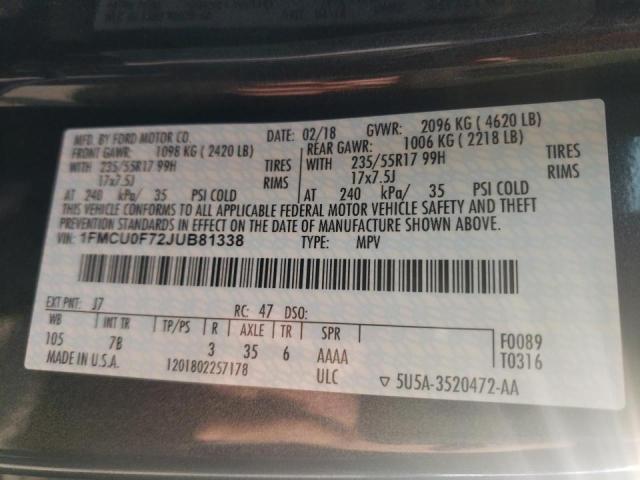 MFD. BY FORD MOTOR CO.
DATE: 02/18 GVWR: 2096 KG ( 4620 LB)
FRONT GAWR: 1098 KG ( 2420 LB) REAR GAWR: 1006 KG ( 2218 LB)
WITH 235/55R17 99H TIRES WITH 235/55R17 99H TIRES
17x7.5J RIMS 17x7.5J RIMS
AT 240 kPa/ 35 PSI COLD AT 240 kPa/ 35 PSI COLD
THIS VEHICLE CONFORMS TO ALL APPLICABLE FEDERAL MOTOR VEHICLE SAFETY AND THEFT
PREVENTION STANDARDS IN EFFECT ON THE DATE OF MANUFACTURE SHOWN ABOVE.
VIN: 1FMCU0F72JUB81338 TYPE: MPV
EXT PNT: J7 RC: 47 DSO:
WB INT TR TP/PS R AXLE TR SPR F0089
105 7B 3 35 6 AAAA T0316
MADE IN U.S.A. 1201802257178 ULC ▽ 5U5A-3520472-AA